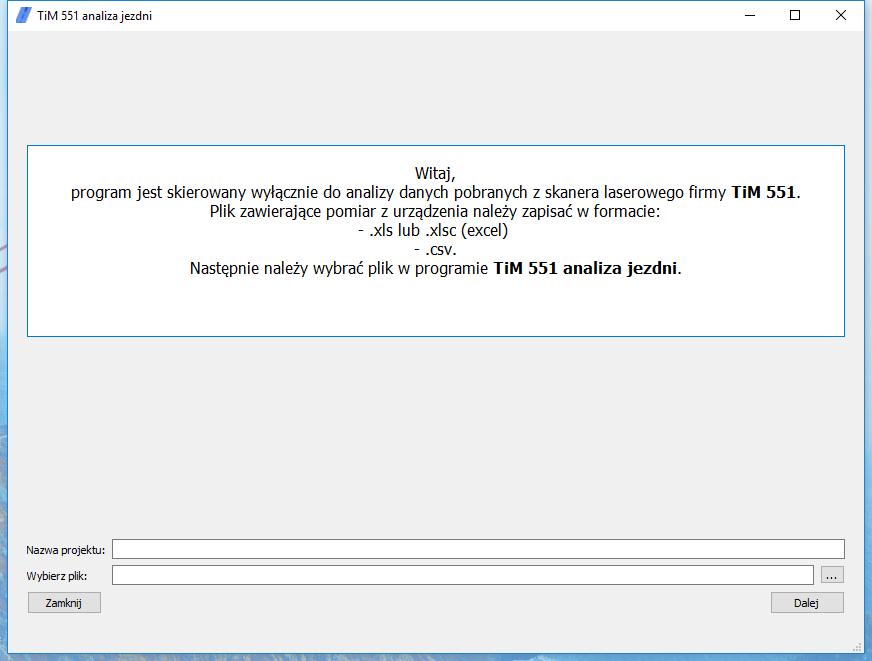 TiM 551 analiza jezdni
Witaj,
program jest skierowany wyłącznie do analizy danych pobranych z skanera laserowego firmy TiM 551.
Plik zawierające pomiar z urządzenia należy zapisać w formacie:
- .xls lub .xlsc (excel)
- .csv.
Następnie należy wybrać plik w programie TiM 551 analiza jezdni.
Nazwa projektu:
Wybierz plik:
...
Zamknij
Dalej